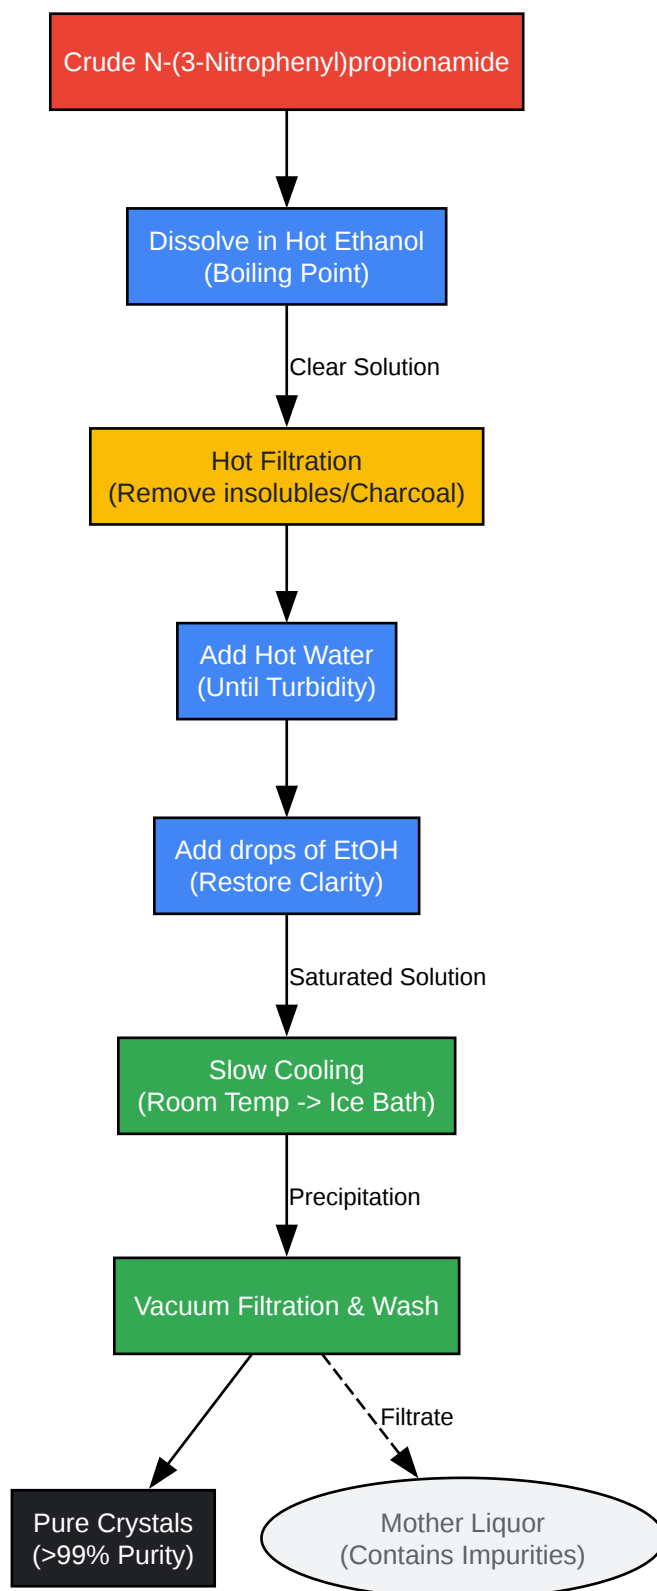 Crude N-(3-Nitrophenyl)propionamide
Dissolve in Hot Ethanol
(Boiling Point)
Clear Solution
Hot Filtration
(Remove insolubles/Charcoal)
Add Hot Water
(Until Turbidity)
Add drops of EtOH
(Restore Clarity)
Saturated Solution
Slow Cooling
(Room Temp -> Ice Bath)
Precipitation
Vacuum Filtration & Wash
Filtrate
Pure Crystals
(>99% Purity)
Mother Liquor
(Contains Impurities)